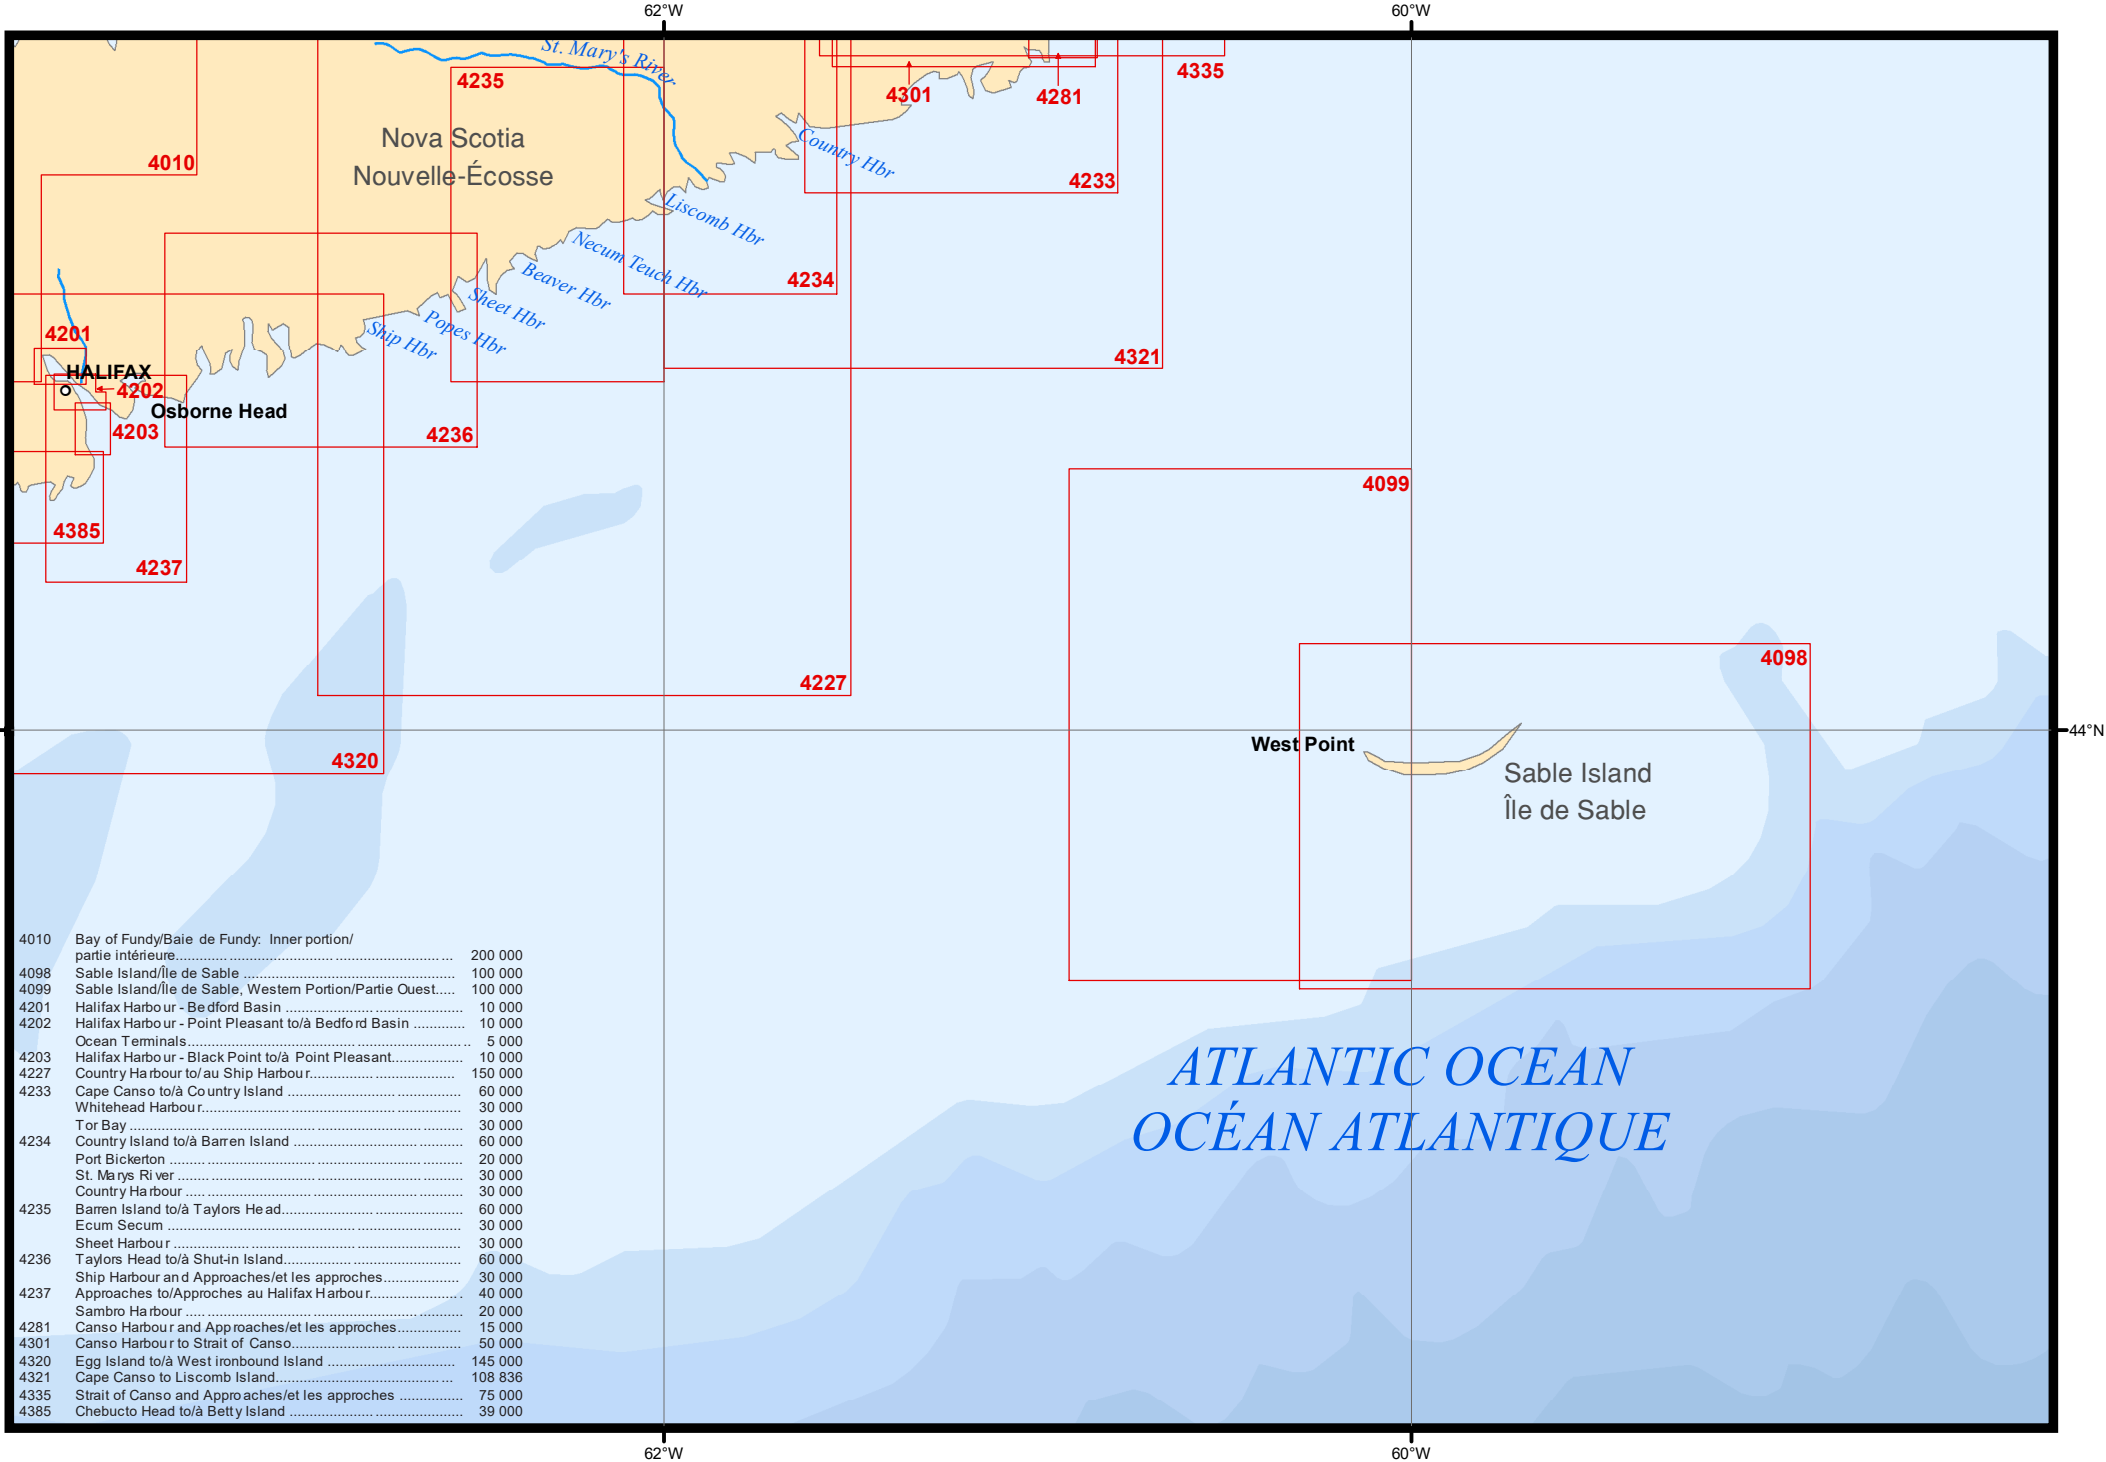 62°W
60°W
St. Mary's River
4235
4335
4301
4281
Nova Scotia
Nouvelle-Écosse
4010
Country Hbr
4233
Liscomb Hbr
Necum Teuch Hbr
4234
Beaver Hbr
Sheet Hbr
Popes Hbr
Ship Hbr
4201
4321
HALIFAX
4202
Osborne Head
4203
4236
4099
4385
4237
4098
4227
44°N
West Point
4320
Sable Island
Île de Sable
4010 Bay of Fundy/Baie de Fundy: Inner portion/
partie intérieure 200 000
4098 Sable Island/Île de Sable 100 000
4099 Sable Island/Île de Sable, Western Portion/Partie Ouest 100 000
4201 Halifax Harbour - Bedford Basin 10 000
4202 Halifax Harbour - Point Pleasant to/à Bedford Basin 10 000
Ocean Terminals 5 000
4203 Halifax Harbour - Black Point to/à Point Pleasant 10 000
4227 Country Harbour to/au Ship Harbour 150 000
4233 Cape Canso to/à Country Island 60 000
Whitehead Harbour 30 000
Tor Bay 30 000
4234 Country Island to/à Barren Island 60 000
Port Bickerton 20 000
St. Marys River 30 000
Country Harbour 30 000
4235 Barren Island to/à Taylors Head 60 000
Ecum Secum 30 000
Sheet Harbour 30 000
4236 Taylors Head to/à Shut-in Island 60 000
Ship Harbour and Approaches/et les approches 30 000
4237 Approaches to/Approches au Halifax Harbour 40 000
Sambro Harbour 20 000
4281 Canso Harbour and Approaches/et les approches 15 000
4301 Canso Harbour to Strait of Canso 50 000
4320 Egg Island to/à West ironbound Island 145 000
4321 Cape Canso to Liscomb Island 108 836
4335 Strait of Canso and Approaches/et les approches 75 000
4385 Chebucto Head to/à Betty Island 39 000
ATLANTIC OCEAN
OCÉAN ATLANTIQUE
62°W
60°W